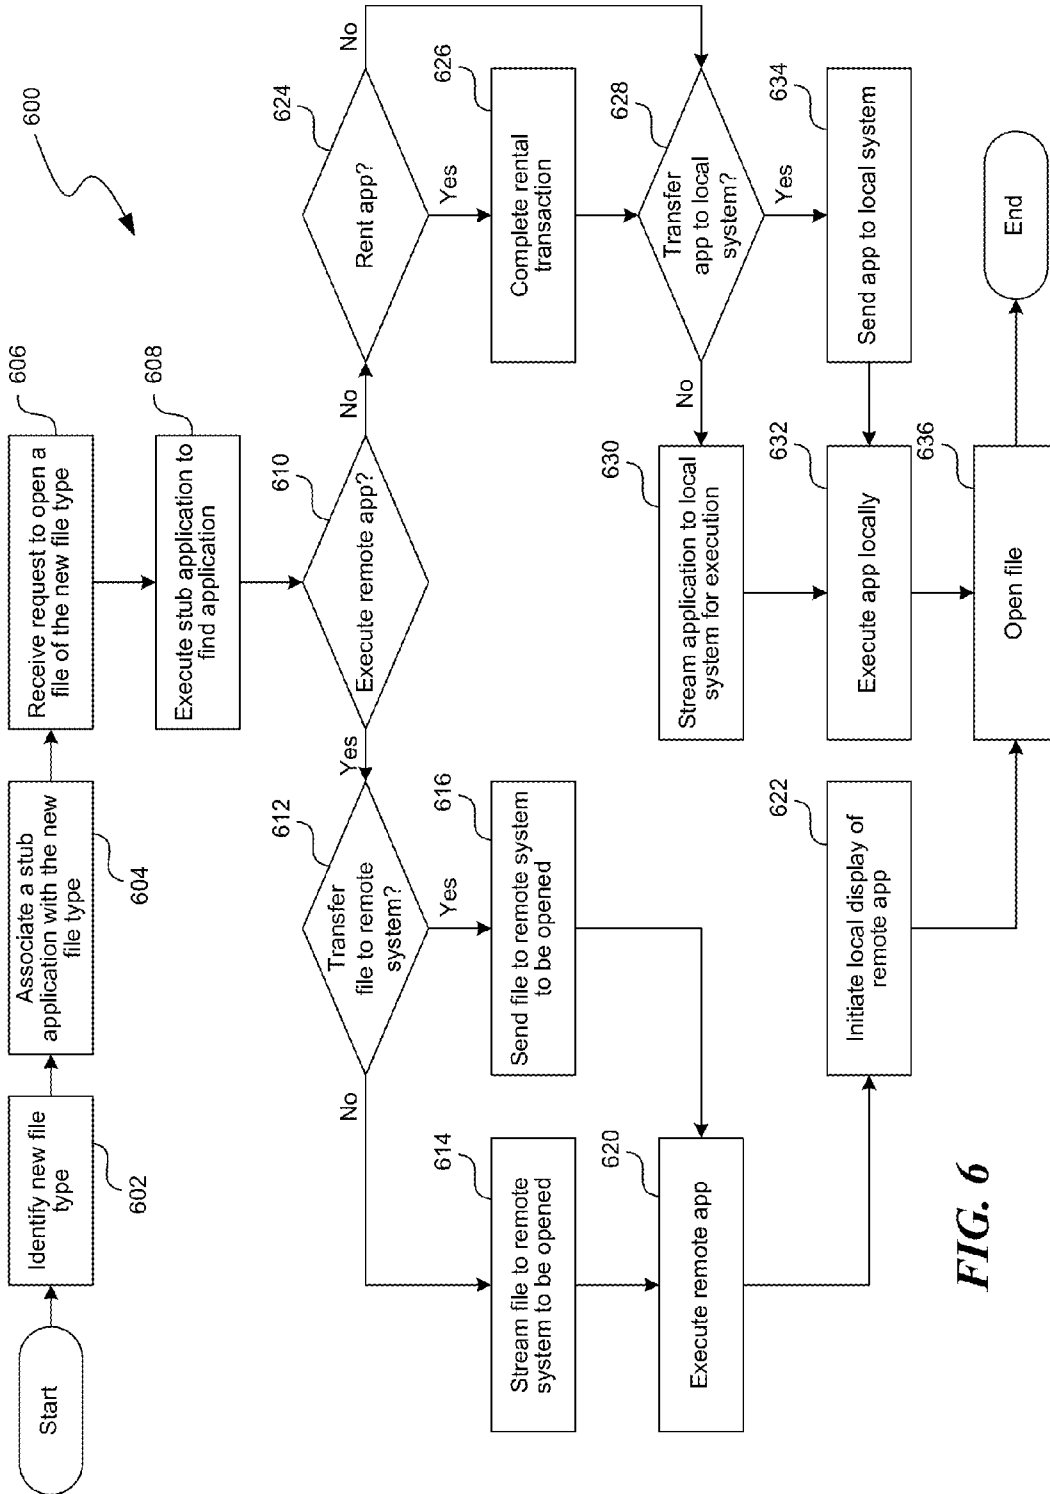 600
Start
Identify new file
type
602
Associate a stub
application with the new
file type
604
Receive request to open a
file of the new file type
606
Execute stub application to
find application
608
Execute remote app?
610
Yes
No
Transfer
file to remote
system?
612
No
Yes
Stream file to remote
system to be opened
614
Send file to remote system
to be opened
616
Execute remote app
620
Initiate local display of
remote app
622
Rent app?
624
No
Yes
Complete rental
transaction
626
Transfer
app to local
system?
628
No
Yes
Stream application to local
system for execution
630
Execute app locally
632
Send app to local system
634
Open file
636
End
FIG. 6